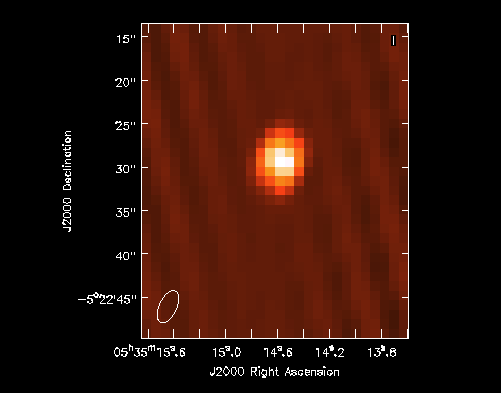 I
15"
20"
25"
30"
35"
40"
−5°22'45"
05ʰ35ᵐ15ˢ.6
15ˢ.0
14ˢ.6
14ˢ.2
13ˢ.8
J2000 Declination
J2000 Right Ascension